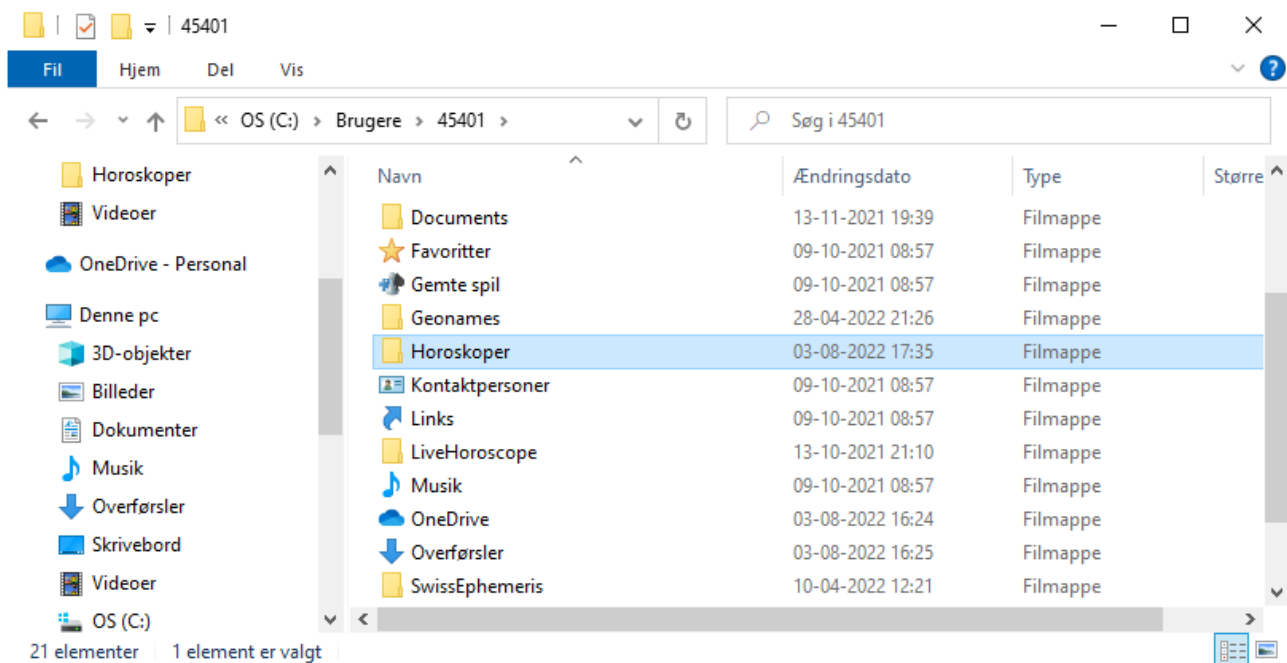 45401
Fil Hjem Del Vis
« OS (C:) › Brugere › 45401 › Søg i 45401
Horoskoper
Videoer
OneDrive - Personal
Denne pc
3D-objekter
Billeder
Dokumenter
Musik
Overførsler
Skrivebord
Videoer
OS (C:)
Navn Ændringsdato Type Større
Documents 13-11-2021 19:39 Filmappe
Favoritter 09-10-2021 08:57 Filmappe
Gemte spil 09-10-2021 08:57 Filmappe
Geonames 28-04-2022 21:26 Filmappe
Horoskoper 03-08-2022 17:35 Filmappe
Kontaktpersoner 09-10-2021 08:57 Filmappe
Links 09-10-2021 08:57 Filmappe
LiveHoroscope 13-10-2021 21:10 Filmappe
Musik 09-10-2021 08:57 Filmappe
OneDrive 03-08-2022 16:24 Filmappe
Overførsler 03-08-2022 16:25 Filmappe
SwissEphemeris 10-04-2022 12:21 Filmappe
21 elementer 1 element er valgt